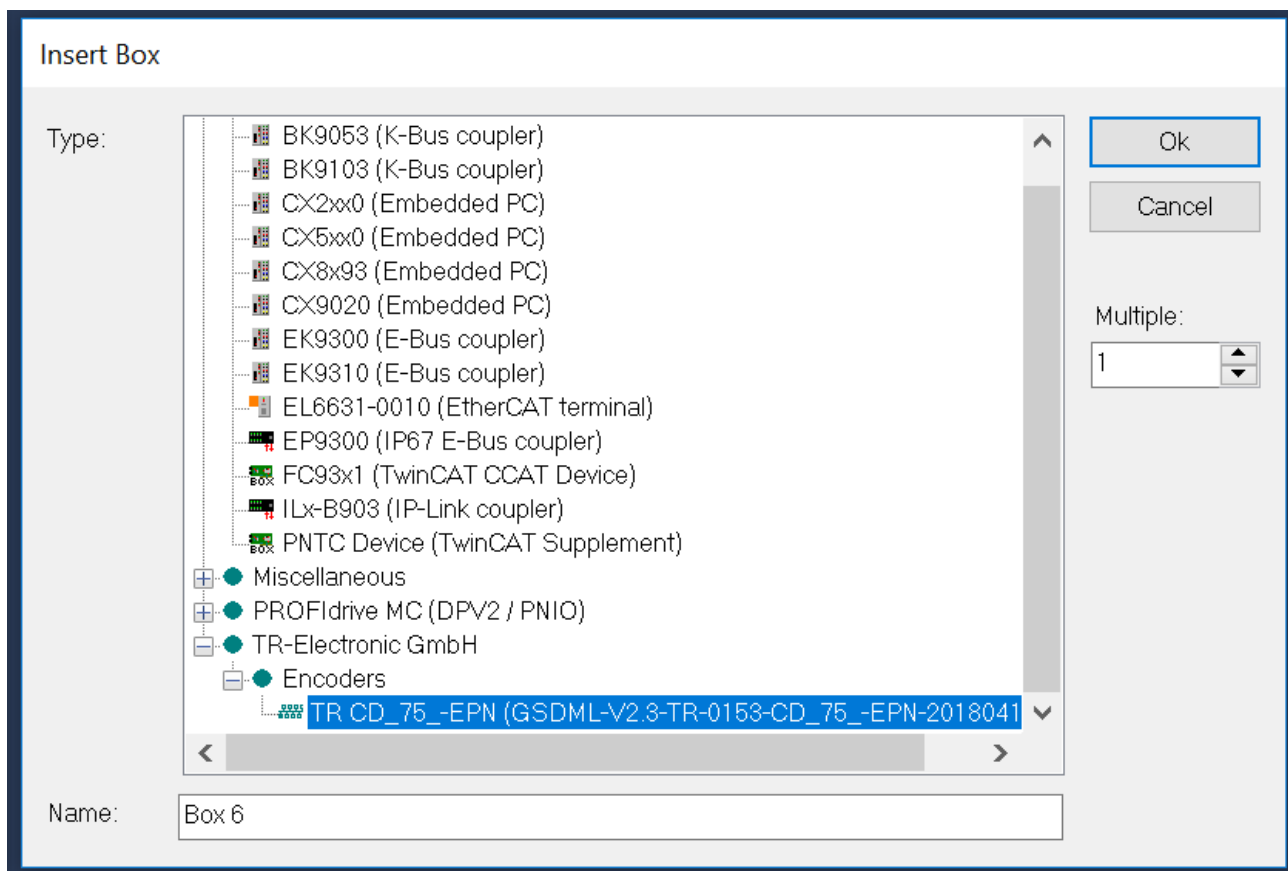 Insert Box
Type:
BK9053 (K-Bus coupler)
BK9103 (K-Bus coupler)
CX2xx0 (Embedded PC)
CX5xx0 (Embedded PC)
CX8x93 (Embedded PC)
CX9020 (Embedded PC)
EK9300 (E-Bus coupler)
EK9310 (E-Bus coupler)
EL6631-0010 (EtherCAT terminal)
EP9300 (IP67 E-Bus coupler)
FC93x1 (TwinCAT CCAT Device)
ILx-B903 (IP-Link coupler)
PNTC Device (TwinCAT Supplement)
Miscellaneous
PROFIdrive MC (DPV2 / PNIO)
TR-Electronic GmbH
Encoders
TR CD_75_-EPN (GSDML-V2.3-TR-0153-CD_75_-EPN-2018041
Ok
Cancel
Multiple:
1
Name:
Box 6